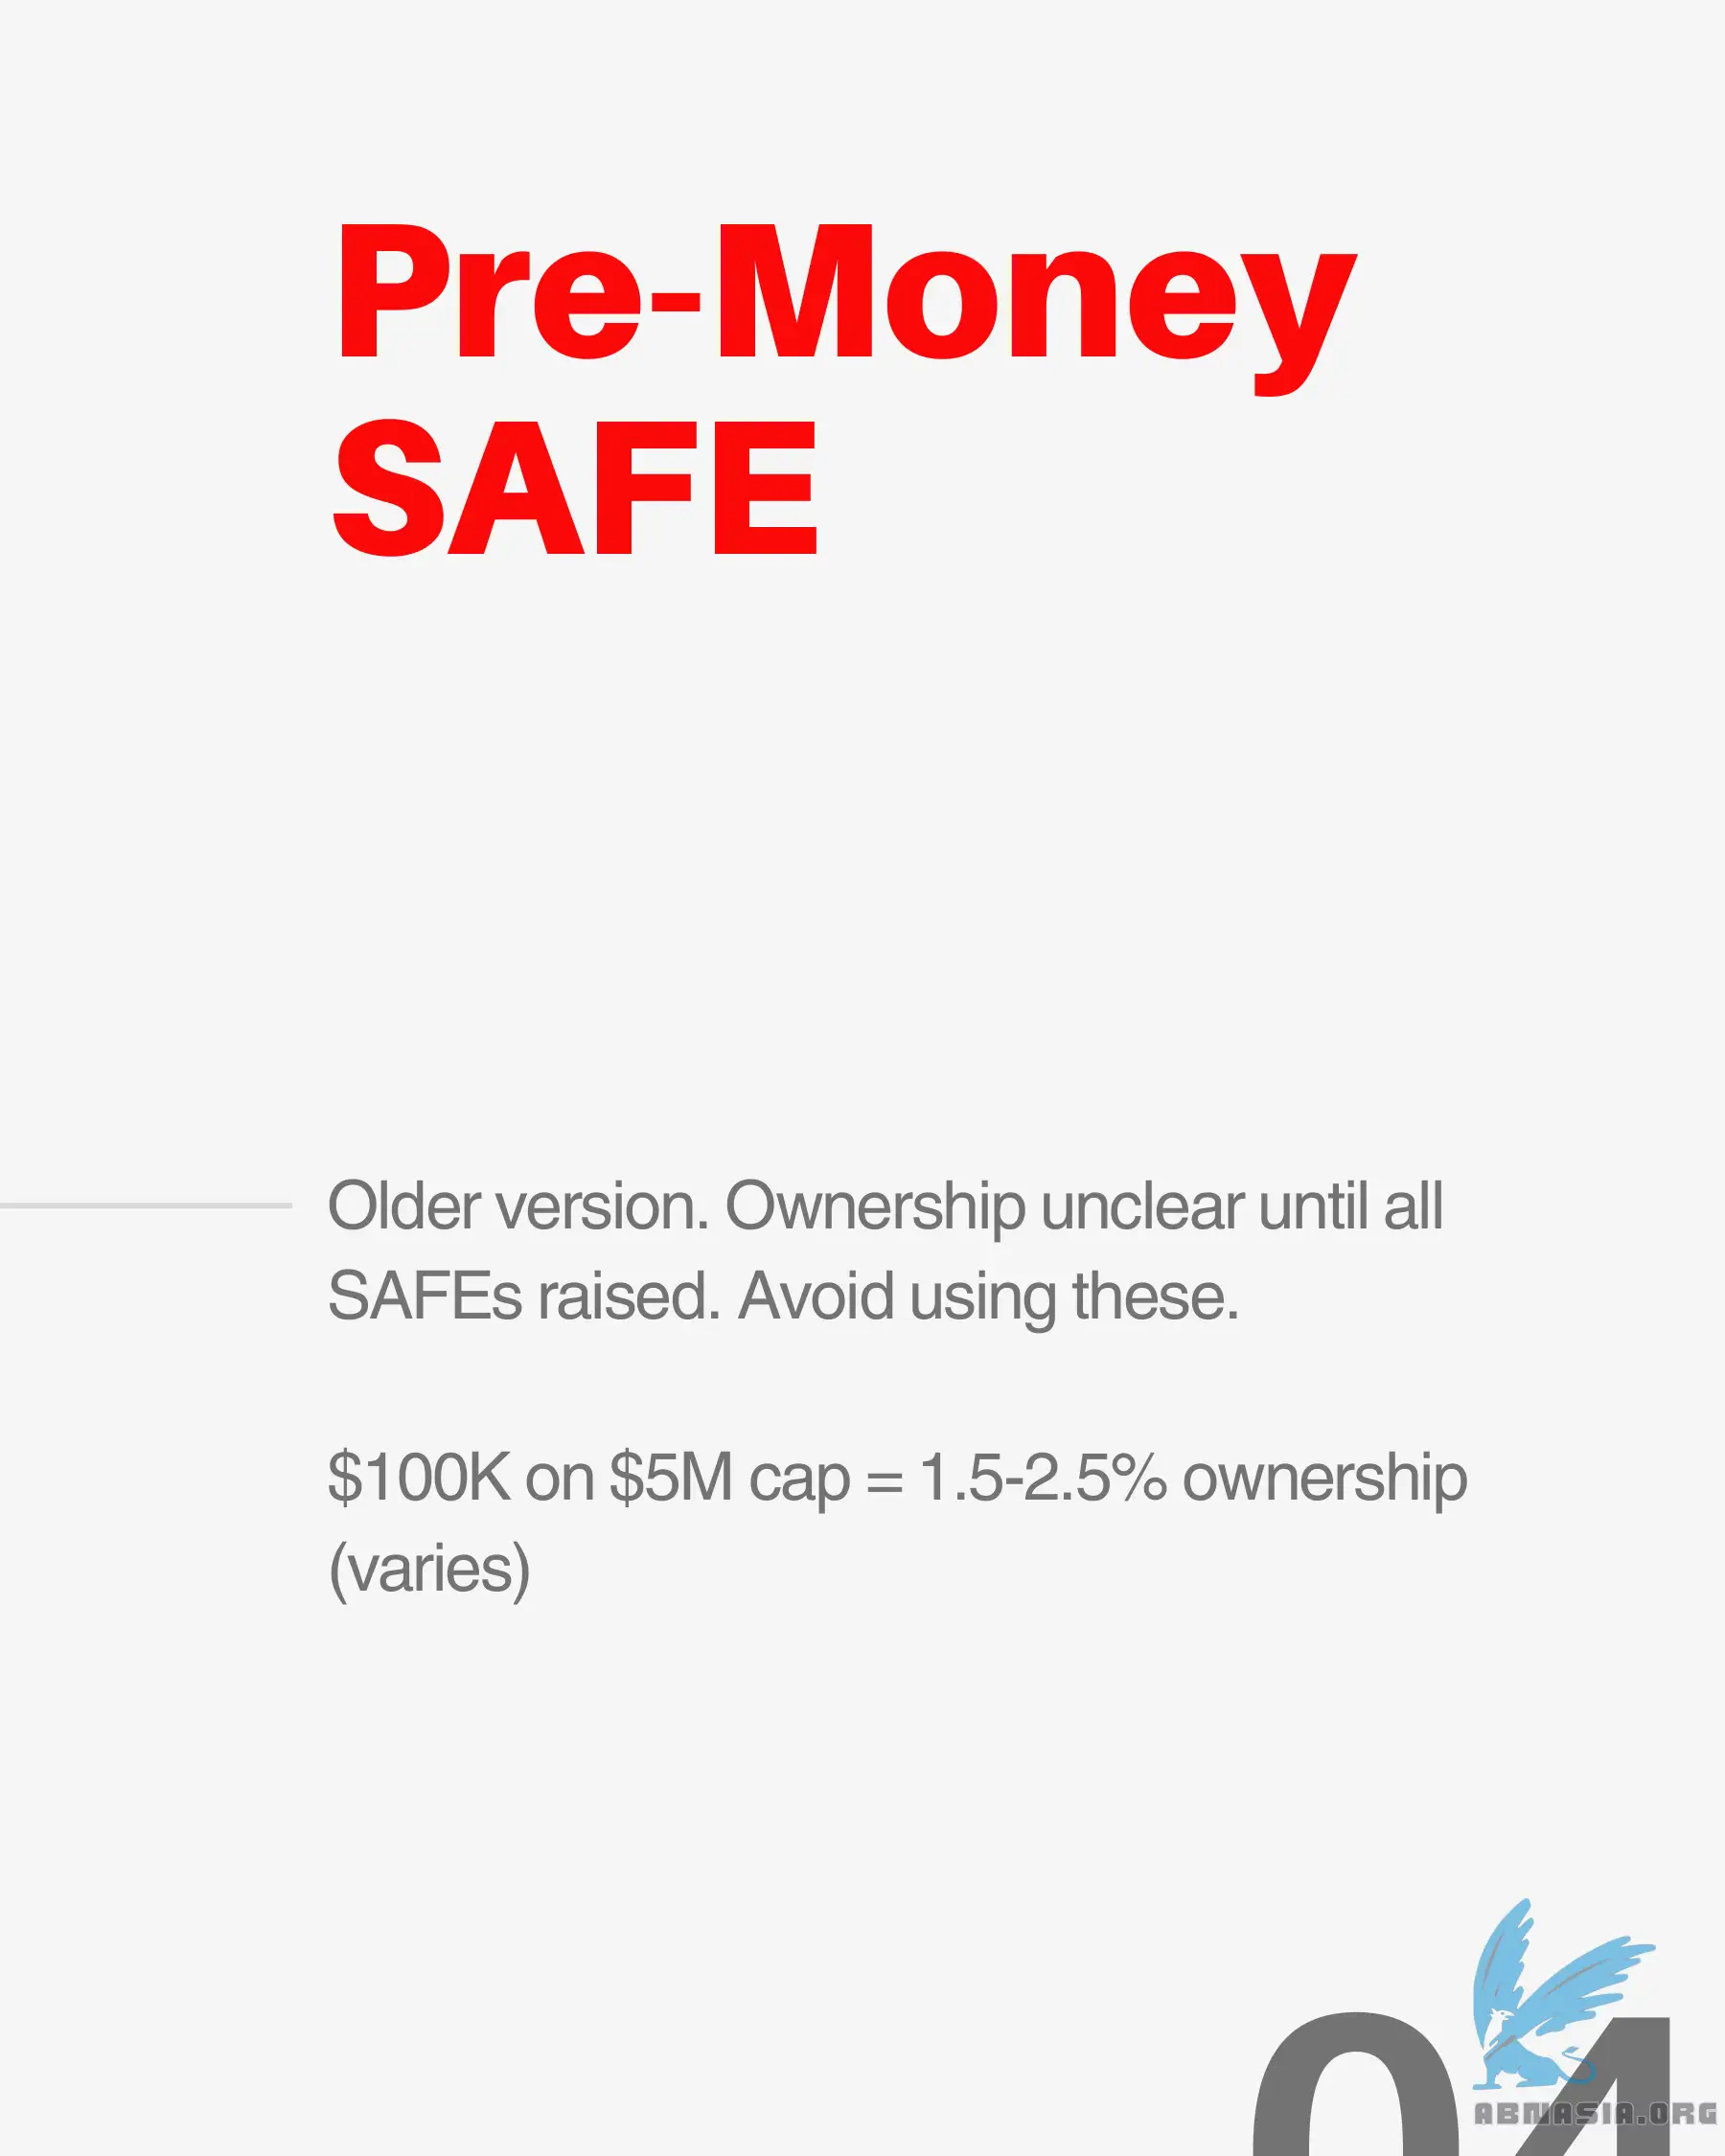 Pre-Money
SAFE
Older version. Ownership unclear until all
SAFEs raised. Avoid using these.
$100K on $5M cap = 1.5-2.5% ownership
(varies)
04
ABMASIA.ORG